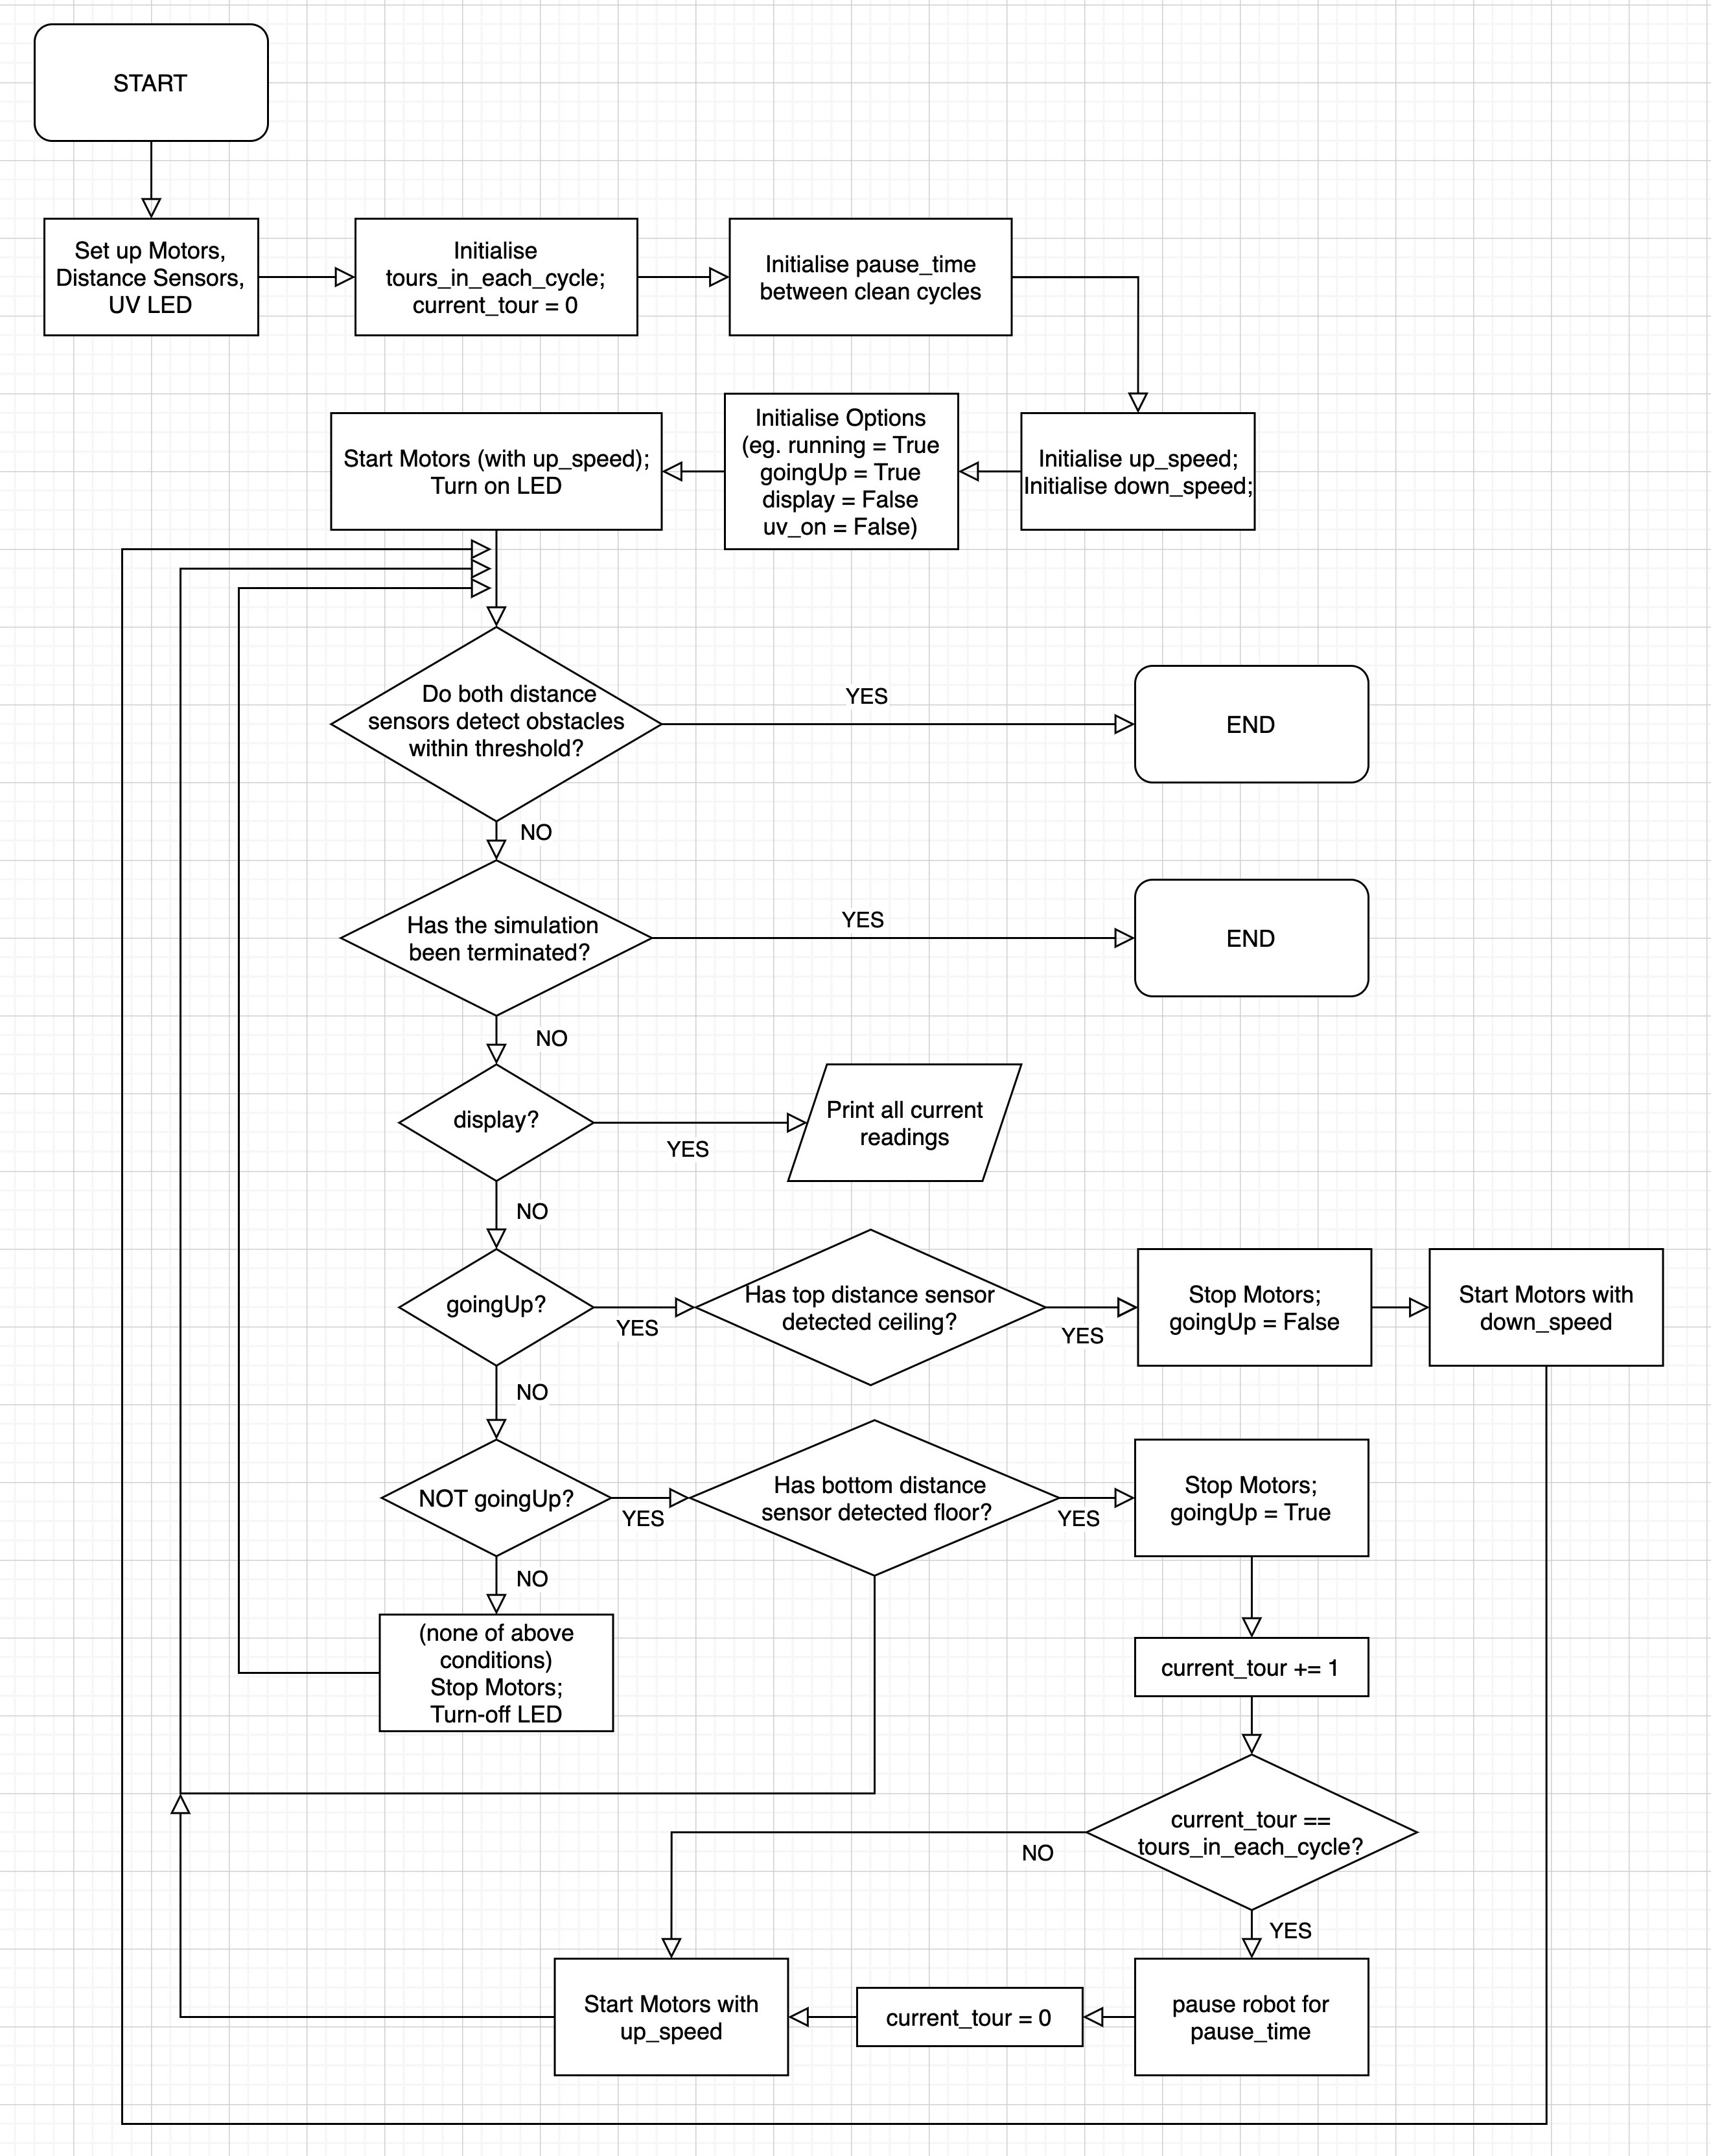 START
Set up Motors,
Distance Sensors,
UV LED
Initialise
tours_in_each_cycle;
current_tour = 0
Initialise pause_time
between clean cycles
Start Motors (with up_speed);
Turn on LED
Initialise Options
(eg. running = True
goingUp = True
display = False
uv_on = False)
Initialise up_speed;
Initialise down_speed;
Do both distance
sensors detect obstacles
within threshold?
YES
END
NO
Has the simulation
been terminated?
YES
END
NO
display?
YES
Print all current
readings
NO
goingUp?
YES
Has top distance sensor
detected ceiling?
YES
Stop Motors;
goingUp = False
Start Motors with
down_speed
NO
NOT goingUp?
YES
Has bottom distance
sensor detected floor?
YES
Stop Motors;
goingUp = True
NO
(none of above
conditions)
Stop Motors;
Turn-off LED
current_tour += 1
current_tour ==
tours_in_each_cycle?
NO
YES
Start Motors with
up_speed
current_tour = 0
pause robot for
pause_time